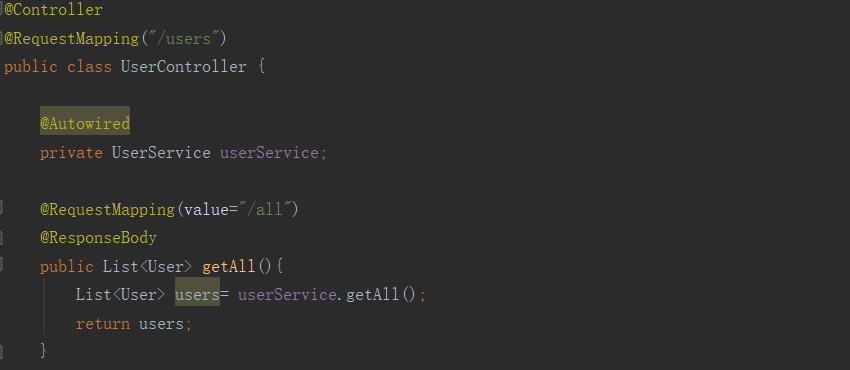 @Controller
@RequestMapping("/users")
public class UserController {
@Autowired
private UserService userService;
@RequestMapping(value="/all")
@ResponseBody
public List<User> getAll(){
List<User> users= userService.getAll();
return users;
}